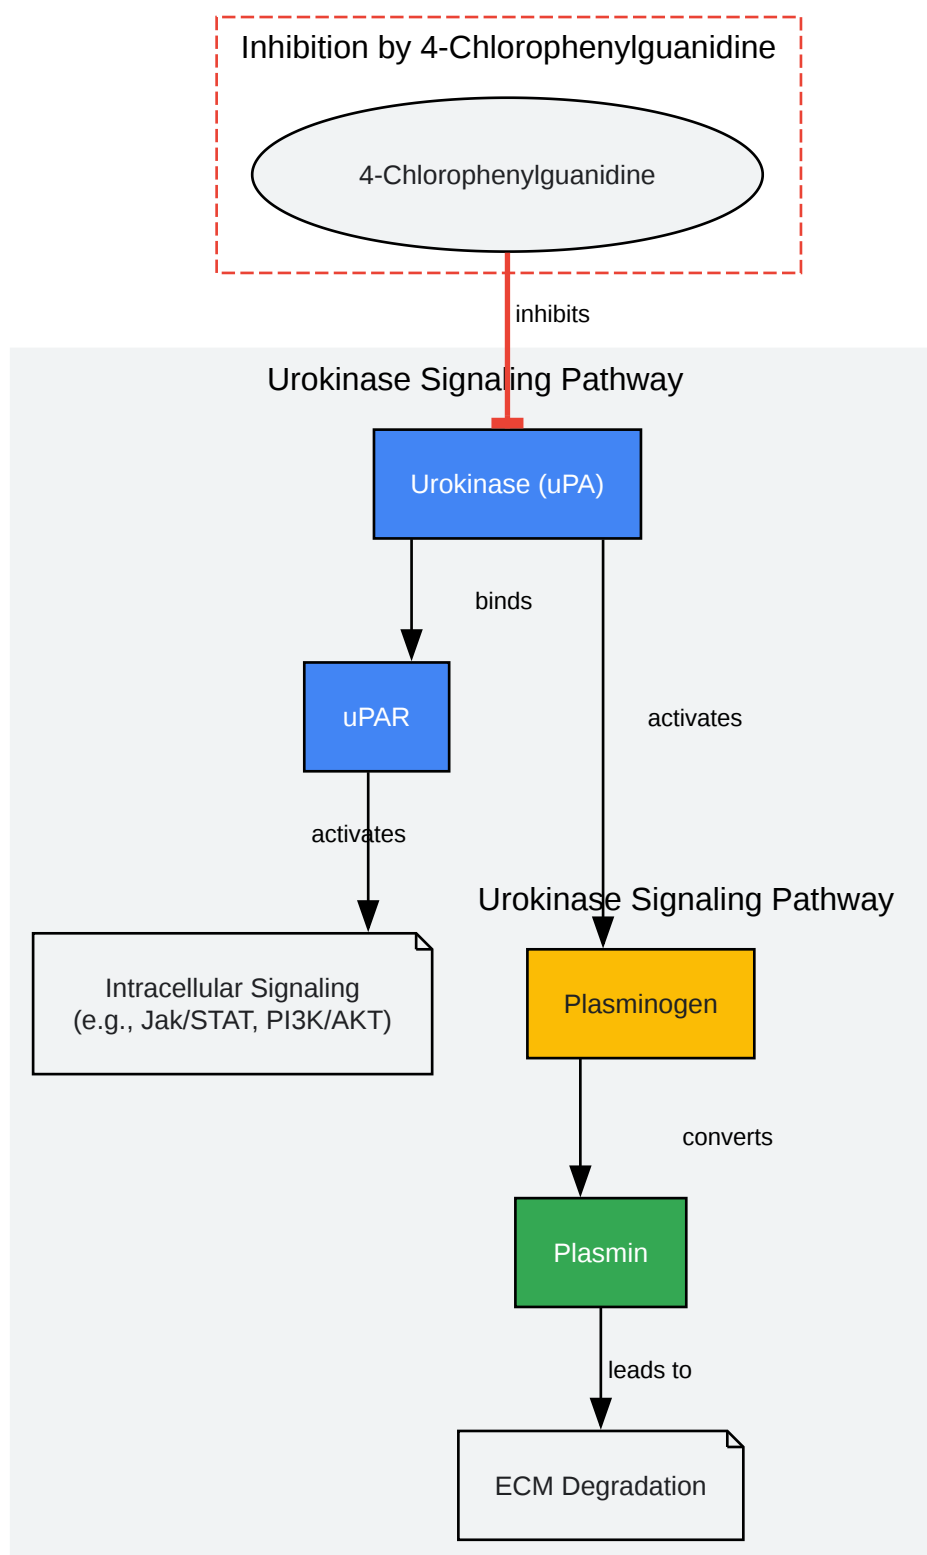 Inhibition by 4-Chlorophenylguanidine
4-Chlorophenylguanidine
inhibits
Urokinase Signaling Pathway
Urokinase (uPA)
binds
uPAR
activates
activates
Urokinase Signaling Pathway
Intracellular Signaling
(e.g., Jak/STAT, PI3K/AKT)
Plasminogen
converts
Plasmin
leads to
ECM Degradation